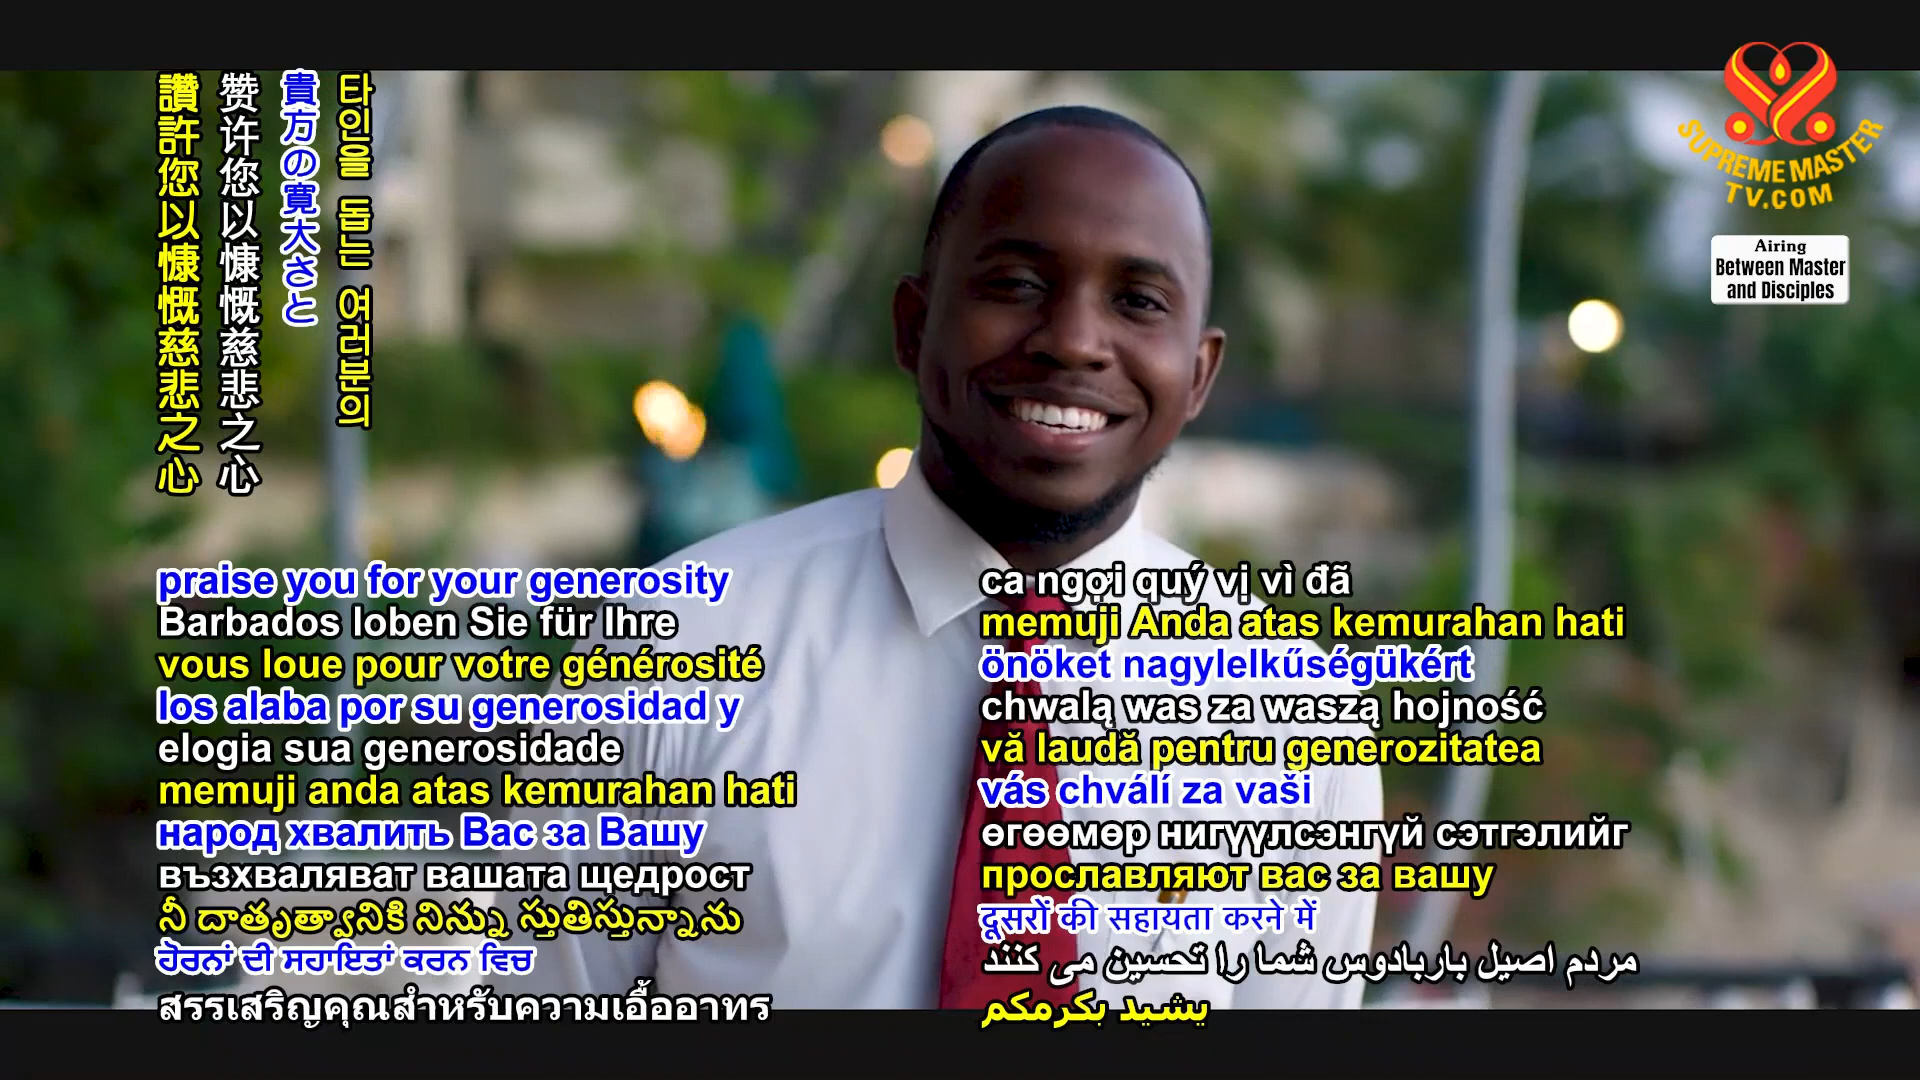 讚許您以慷慨慈悲之心
赞许您以慷慨慈悲之心
貴方の寛大さと
타인을 돕는 여러분의
SUPREME MASTER
TV.COM
Airing
Between Master
and Disciples
praise you for your generosity
Barbados loben Sie für Ihre
vous loue pour votre générosité
los alaba por su generosidad y
elogia sua generosidade
memuji anda atas kemurahan hati
народ хвалить Вас за Вашу
възхваляват вашата щедрост
నీ దాతృత్వానికి నిన్ను స్తుతిస్తున్నాను
ਹੋਰਨਾਂ ਦੀ ਸਹਾਇਤਾਂ ਕਰਨ ਵਿਚ
สรรเสริญคุณสำหรับความเอื้ออาทร
ca ngợi quý vị vì đã
memuji Anda atas kemurahan hati
önöket nagylelkűségükért
chwalą was za waszą hojność
vă laudă pentru generozitatea
vás chválí za vaši
өгөөмөр нигүүлсэнгүй сэтгэлийг
прославляют вас за вашу
दूसरों की सहायता करने में
مردم اصیل باربادوس شما را تحسین می کنند
يشيد بكرمكم